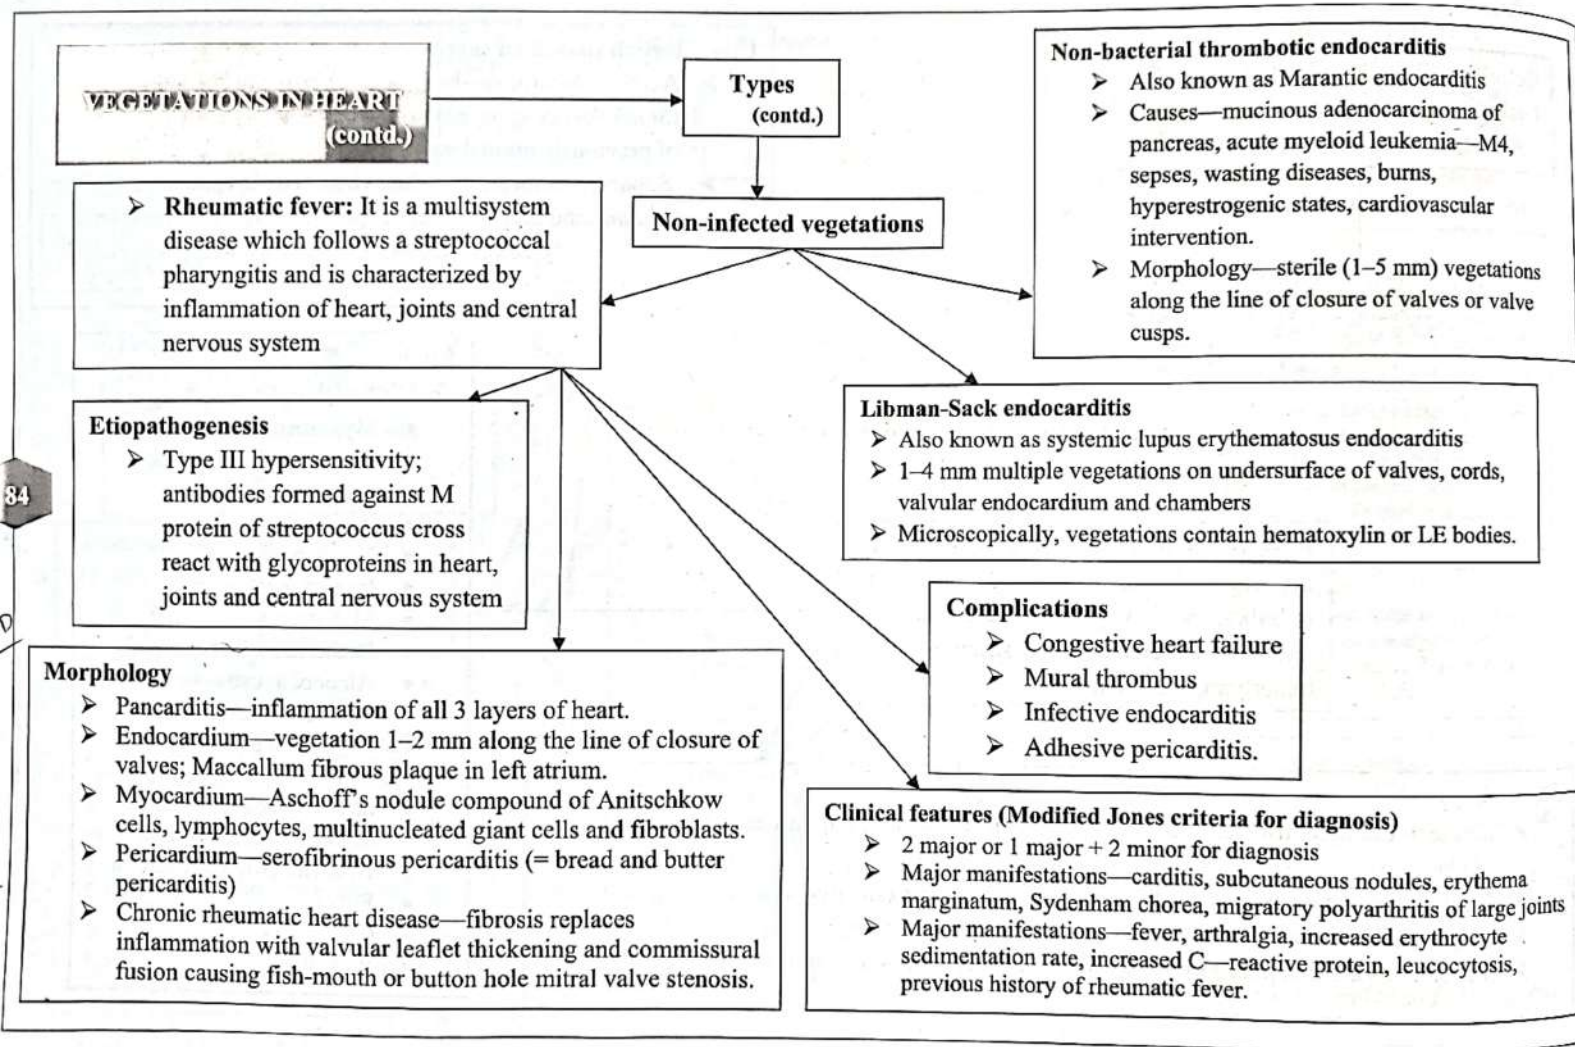 VEGETATIONS IN HEART
(contd.)
Types
(contd.)
Non-infected vegetations
Non-bacterial thrombotic endocarditis
➢ Also known as Marantic endocarditis
➢ Causes—mucinous adenocarcinoma of
pancreas, acute myeloid leukemia—M4,
sepses, wasting diseases, burns,
hyperestrogenic states, cardiovascular
intervention.
➢ Morphology—sterile (1–5 mm) vegetations
along the line of closure of valves or valve
cusps.
➢ Rheumatic fever: It is a multisystem
disease which follows a streptococcal
pharyngitis and is characterized by
inflammation of heart, joints and central
nervous system
Libman-Sack endocarditis
➢ Also known as systemic lupus erythematosus endocarditis
➢ 1–4 mm multiple vegetations on undersurface of valves, cords,
valvular endocardium and chambers
➢ Microscopically, vegetations contain hematoxylin or LE bodies.
Etiopathogenesis
➢ Type III hypersensitivity;
antibodies formed against M
protein of streptococcus cross
react with glycoproteins in heart,
joints and central nervous system
84
Complications
➢ Congestive heart failure
➢ Mural thrombus
➢ Infective endocarditis
➢ Adhesive pericarditis.
Morphology
➢ Pancarditis—inflammation of all 3 layers of heart.
➢ Endocardium—vegetation 1–2 mm along the line of closure of
valves; Maccallum fibrous plaque in left atrium.
➢ Myocardium—Aschoff's nodule compound of Anitschkow
cells, lymphocytes, multinucleated giant cells and fibroblasts.
➢ Pericardium—serofibrinous pericarditis (= bread and butter
pericarditis)
➢ Chronic rheumatic heart disease—fibrosis replaces
inflammation with valvular leaflet thickening and commissural
fusion causing fish-mouth or button hole mitral valve stenosis.
Clinical features (Modified Jones criteria for diagnosis)
➢ 2 major or 1 major + 2 minor for diagnosis
➢ Major manifestations—carditis, subcutaneous nodules, erythema
marginatum, Sydenham chorea, migratory polyarthritis of large joints
➢ Major manifestations—fever, arthralgia, increased erythrocyte
sedimentation rate, increased C—reactive protein, leucocytosis,
previous history of rheumatic fever.